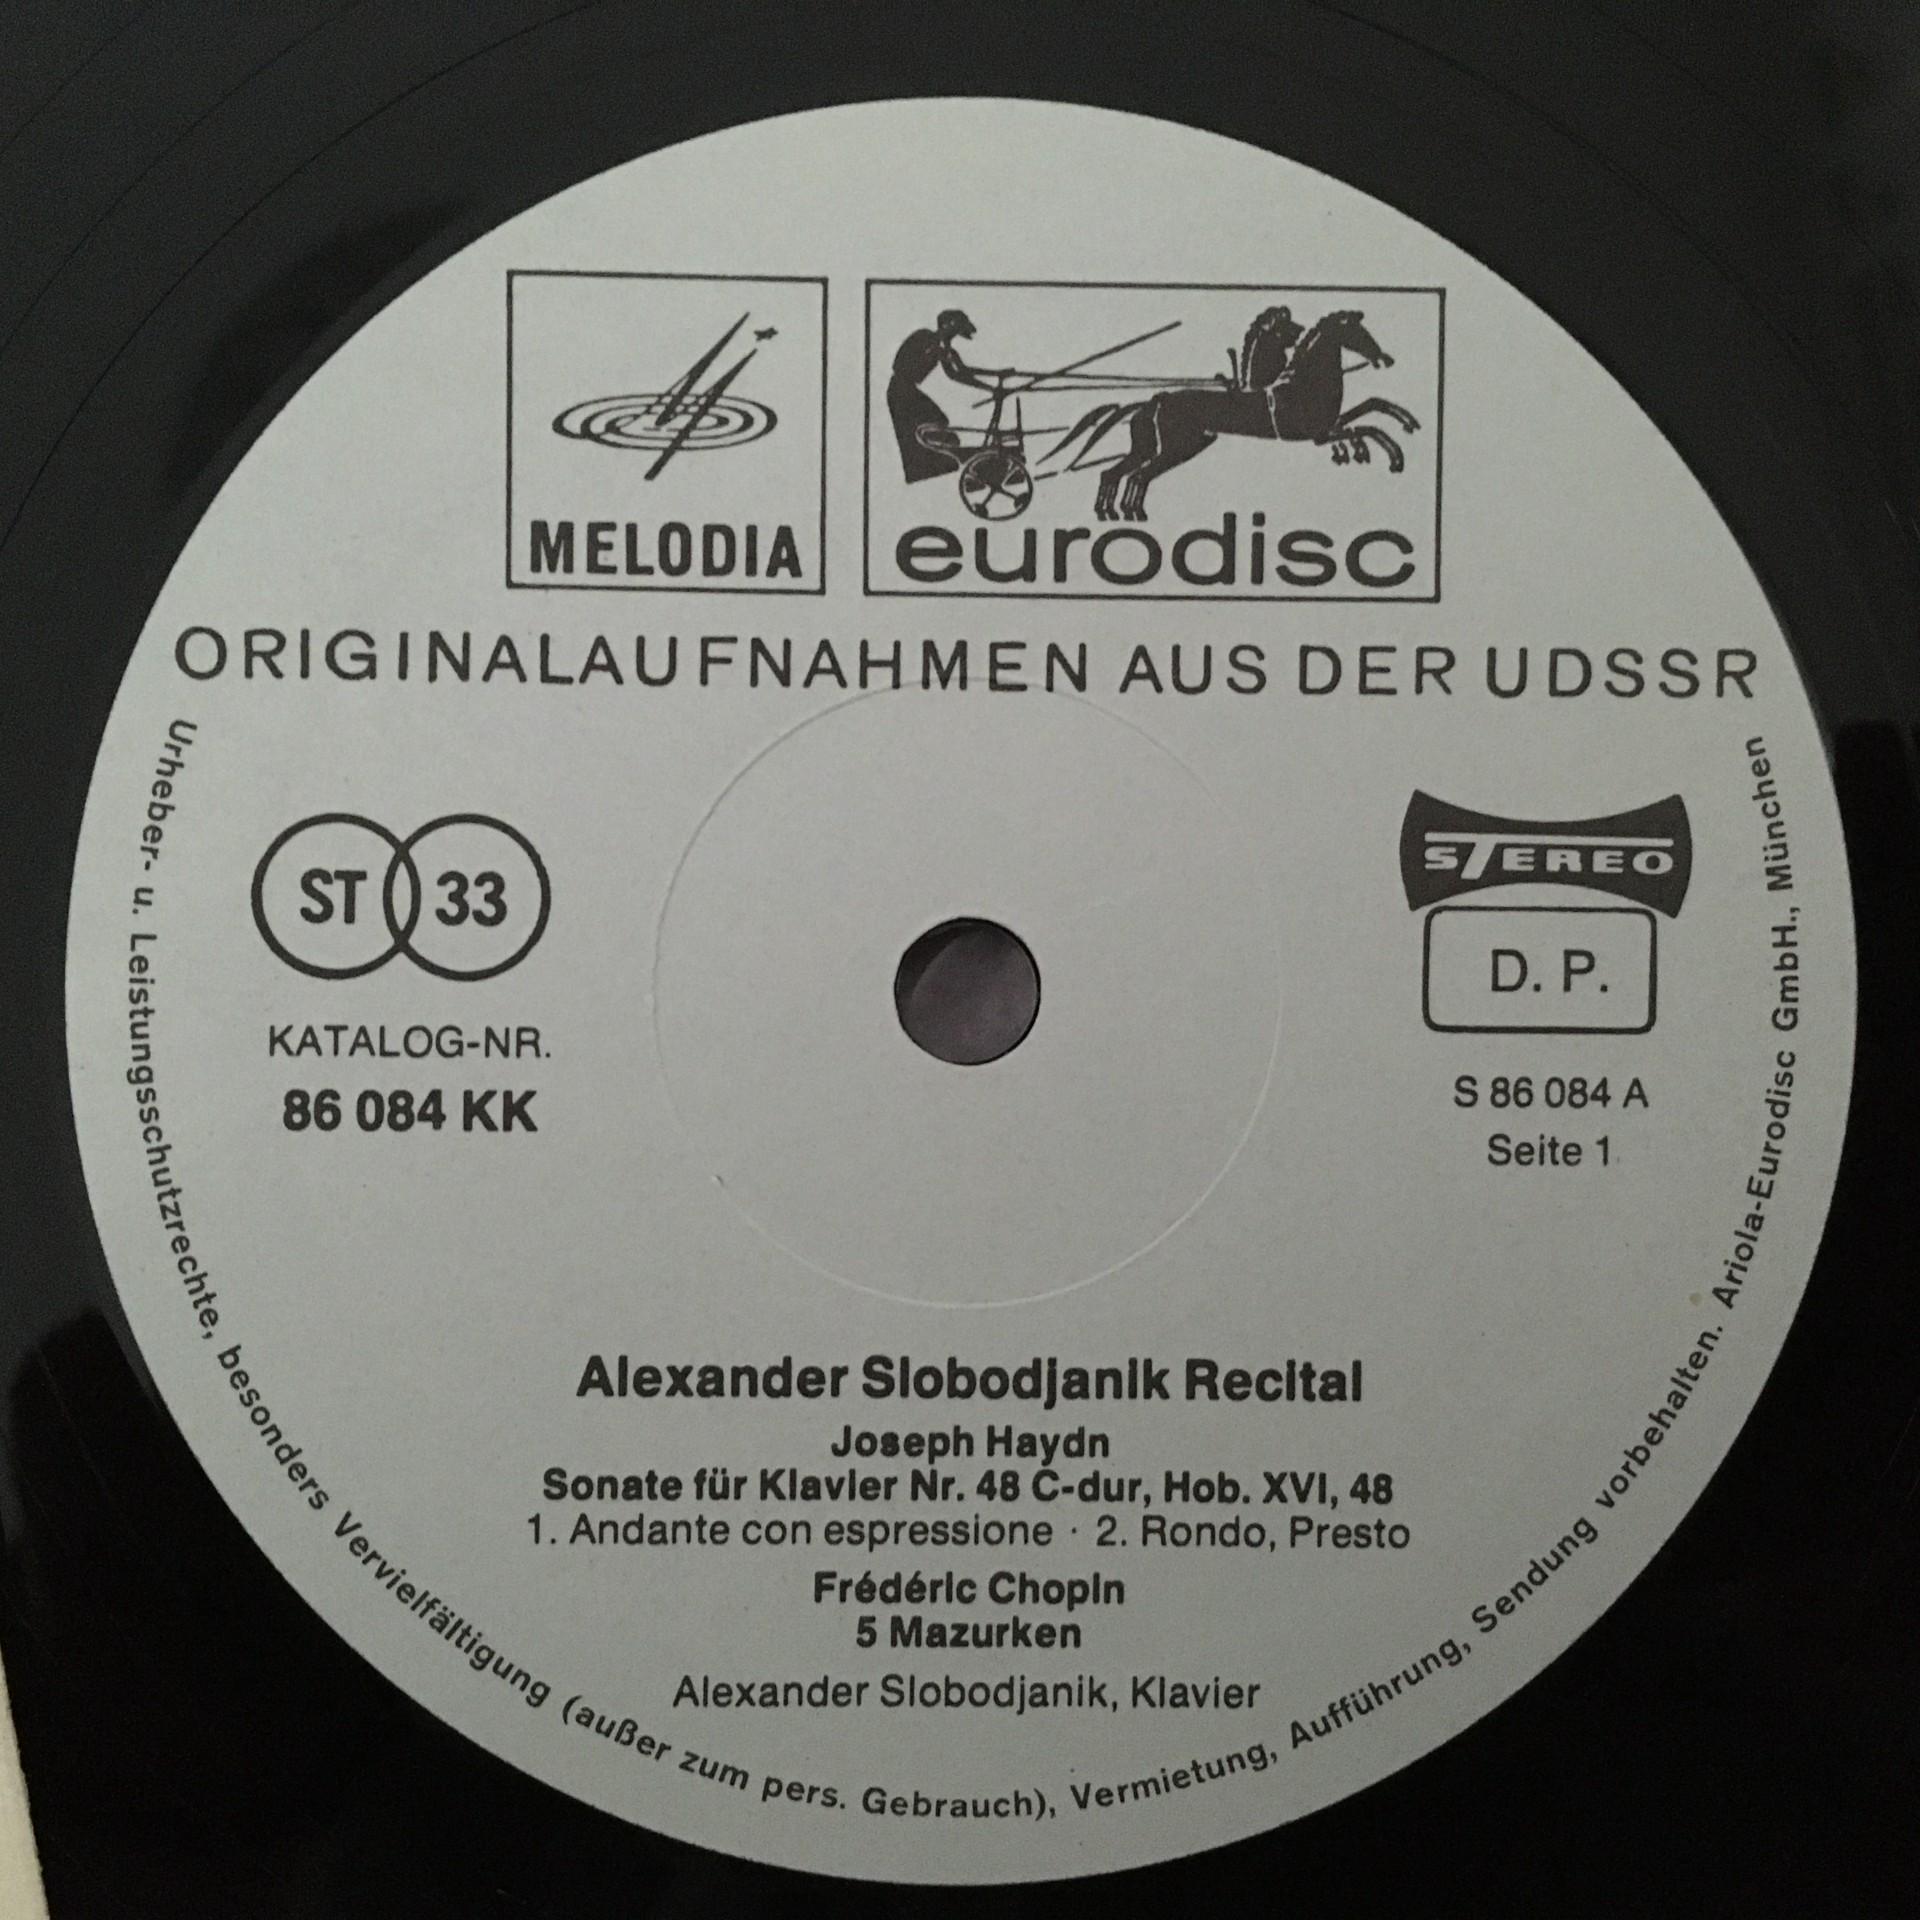 MELODIA
eurodisc
ORIGINALAUFNAHMEN AUS DER UDSSR
ST 33
KATALOG-NR.
86 084 KK
STEREO
D. P.
S 86 084 A
Seite 1
Alexander Slobodjanik Recital
Joseph Haydn
Sonate für Klavier Nr. 48 C-dur, Hob. XVI, 48
1. Andante con espressione · 2. Rondo, Presto
Frédéric Chopin
5 Mazurken
Alexander Slobodjanik, Klavier
Urheber- u. Leistungsschutzrechte, besonders Vervielfältigung (außer zum pers. Gebrauch), Vermietung, Aufführung, Sendung vorbehalten. Ariola-Eurodisc GmbH., München